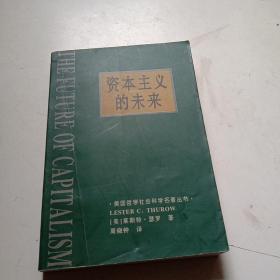 THE FUTURE OF CAPITALISM
资本主义
的未来
·美国哲学社会科学名著丛书·
LESTER C. THUROW
[美]莱斯特·瑟罗 著
周晓钟 译